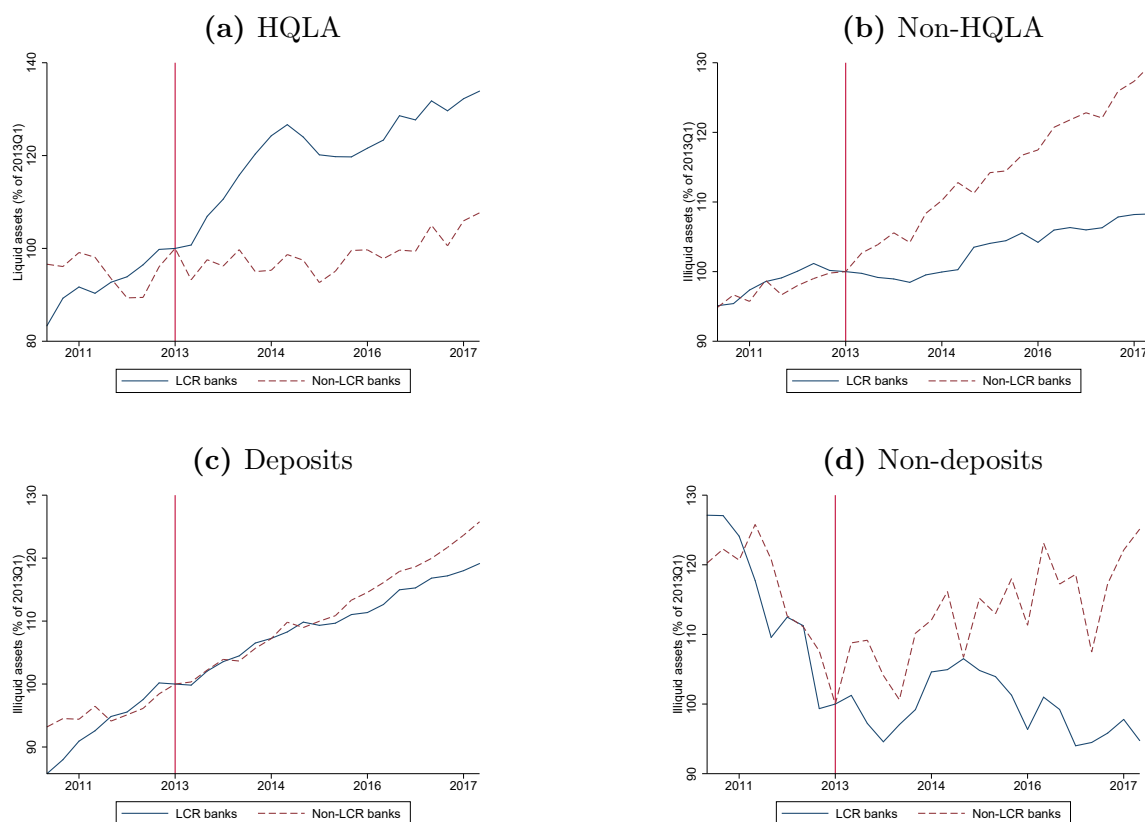 (a) HQLA
Liquid assets (% of 2013Q1)
140
120
100
80
2011 2013 2014 2016 2017
LCR banks Non-LCR banks
(b) Non-HQLA
Illiquid assets (% of 2013Q1)
130
120
110
100
90
2011 2013 2014 2016 2017
LCR banks Non-LCR banks
(c) Deposits
Illiquid assets (% of 2013Q1)
130
120
110
100
90
2011 2013 2014 2016 2017
LCR banks Non-LCR banks
(d) Non-deposits
Illiquid assets (% of 2013Q1)
130
120
110
100
90
2011 2013 2014 2016 2017
LCR banks Non-LCR banks